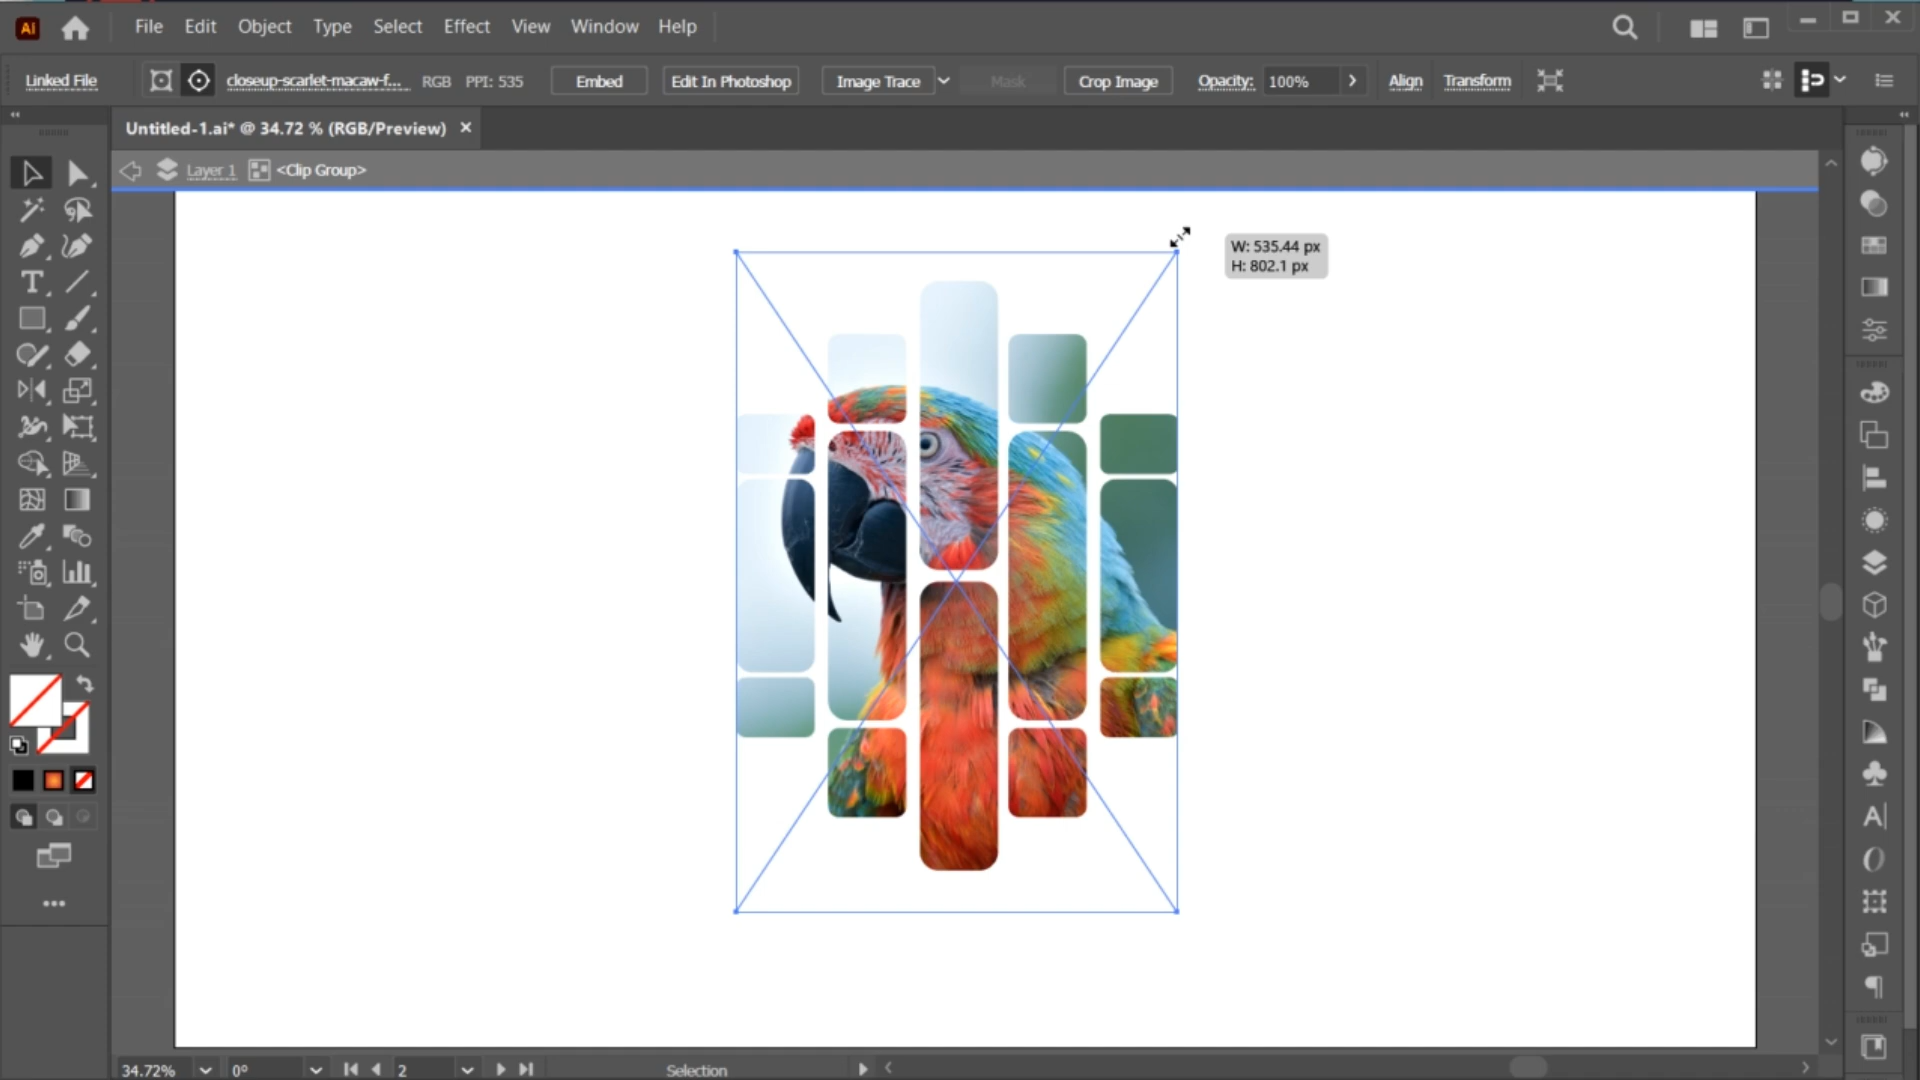 Ai File Edit Object Type Select Effect View Window Help
Linked File closeup-scarlet-macaw-f... RGB PPI: 535 Embed Edit In Photoshop Image Trace Mask Crop Image Opacity: 100% Align Transform
Untitled-1.ai* @ 34.72 % (RGB/Preview)
Layer 1 <Clip Group>
W: 535.44 px
H: 802.1 px
34.72% 0° 2 Selection